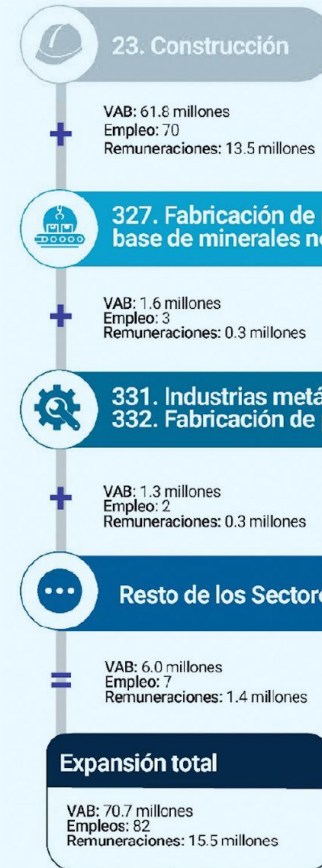 23. Construcción
VAB: 61.8 millones
Empleo: 70
Remuneraciones: 13.5 millones
327. Fabricación de
base de minerales
VAB: 1.6 millones
Empleo: 3
Remuneraciones: 0.3 millones
331. Industrias
332. Fabricación de
VAB: 1.3 millones
Empleo: 2
Remuneraciones: 0.3 millones
Resto de los
VAB: 6.0 millones
Empleo: 7
Remuneraciones: 1.4 millones
Expansión total
VAB: 70.7 millones
Empleos: 82
Remuneraciones: 15.5 millones